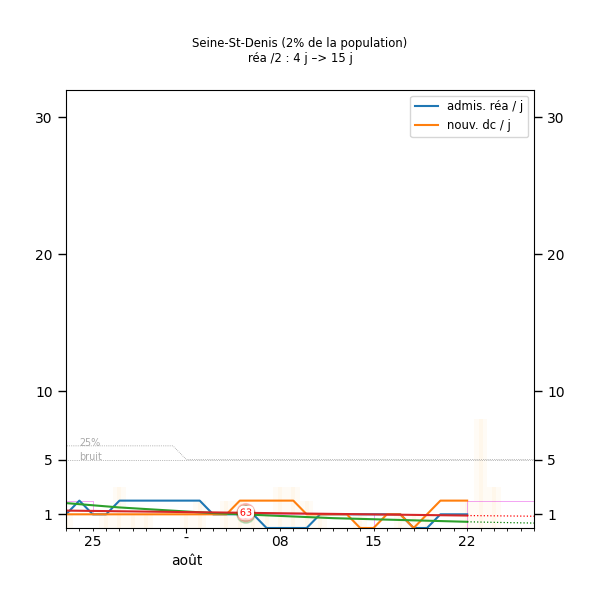 Seine-St-Denis (2% de la population)
réa /2 : 4 j –> 15 j
admis. réa / j
nouv. dc / j
30 30
20 20
10 10
25%
bruit
5 5
63
1 1
25 - 08 15 22
août